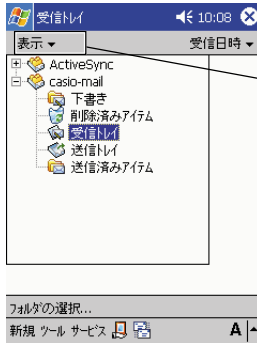 受信トレイ 10:08
表示 受信日時
ActiveSync
casio-mail
下書き
削除済みアイテム
受信トレイ
送信トレイ
送信済みアイテム
フォルダの選択...
新規 ツール サービス A